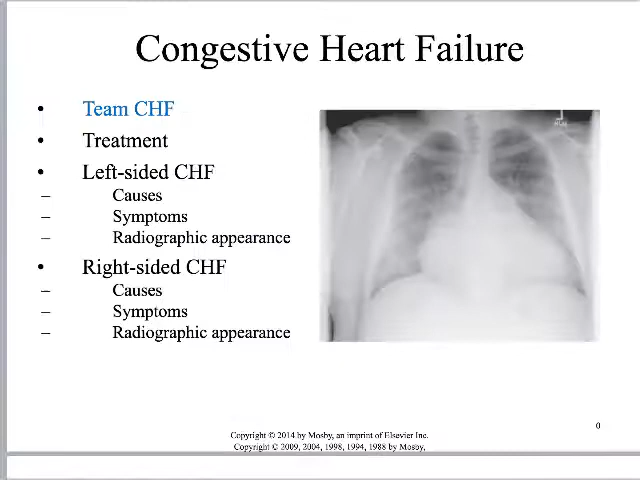 Congestive Heart Failure
• Team CHF
• Treatment
• Left-sided CHF
– Causes
– Symptoms
– Radiographic appearance
• Right-sided CHF
– Causes
– Symptoms
– Radiographic appearance
0
Copyright © 2014 by Mosby, an imprint of Elsevier Inc.
Copyright © 2009, 2004, 1998, 1994, 1988 by Mosby,